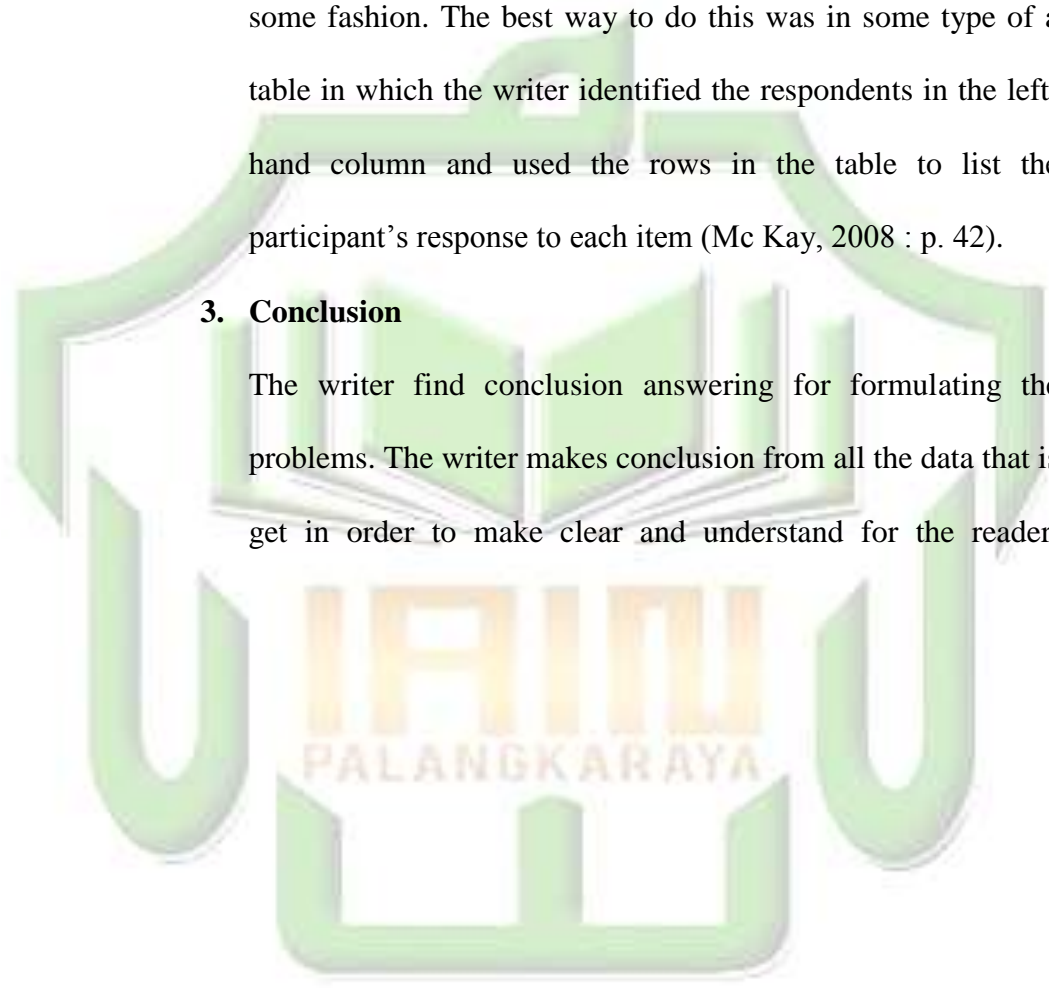 some fashion. The best way to do this was in some type of a
table in which the writer identified the respondents in the left
hand column and used the rows in the table to list the
participant's response to each item (Mc Kay, 2008 : p. 42).
3. Conclusion
The writer find conclusion answering for formulating the
problems. The writer makes conclusion from all the data that is
get in order to make clear and understand for the reader
IAIN
PALANGKARAYA